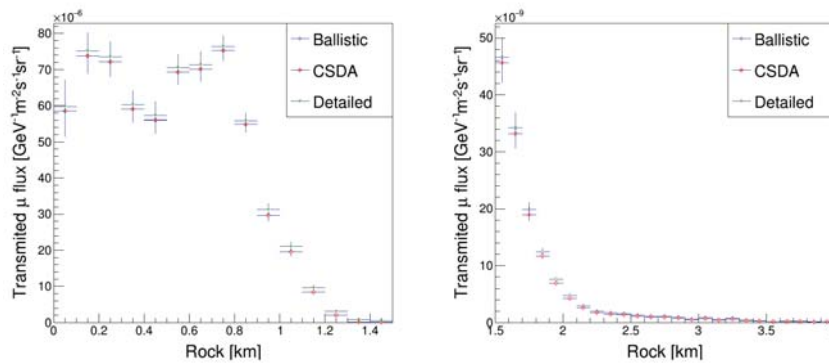 ×10⁻⁶
Transmited μ flux [GeV⁻¹m⁻²s⁻¹sr⁻¹]
80
70
60
50
40
30
20
10
0
0 0.2 0.4 0.6 0.8 1 1.2 1.4
Rock [km]
Ballistic
CSDA
Detailed
×10⁻⁹
Transmited μ flux [GeV⁻¹m⁻²s⁻¹sr⁻¹]
50
40
30
20
10
0
1.5 2 2.5 3 3.5
Rock [km]
Ballistic
CSDA
Detailed